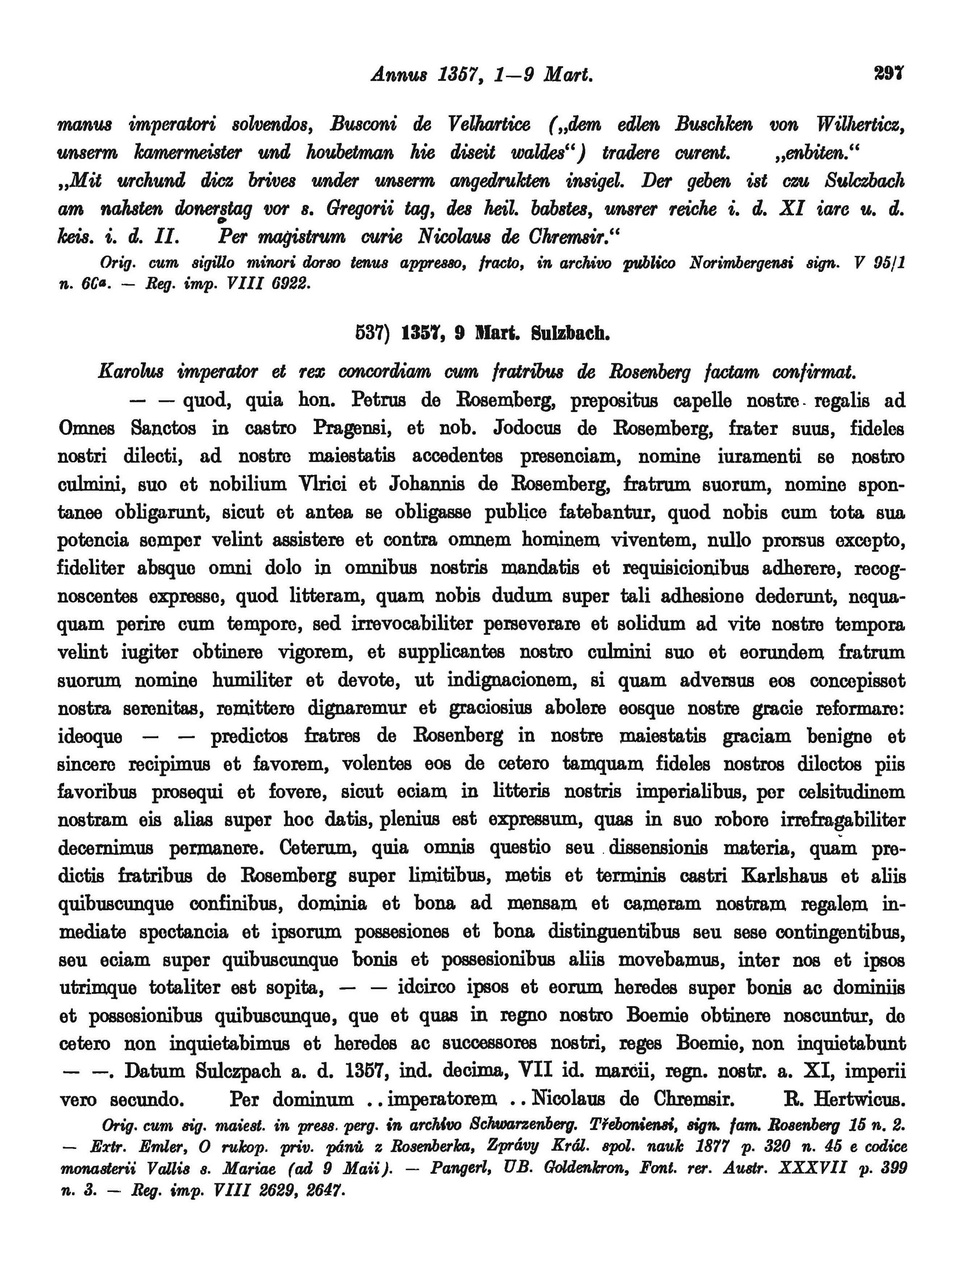 Annus 1357, 1—9 Mart. 297
manus imperatori solvendos, Busconi de Velhartice („dem edlen Buschken von Wilherticz,
unserm kamermeister und houbetman hie diseit waldes“) tradere curent. „enbiten.“
„Mit urchund dicz brives under unserm angedrukten insigel. Der geben ist czu Sulczbach
am nahsten donerstag vor s. Gregorii tag, des heil. babstes, unsrer reiche i. d. XI iare u. d.
keis. i. d. II. Per magistrum curie Nicolaus de Chremsir.“
Orig. cum sigillo minori dorso tenus appresso, fracto, in archivo publico Norimbergensi sign. V 95/1
n. 60a. — Reg. imp. VIII 6922.
537) 1357, 9 Mart. Sulzbach.
Karolus imperator et rex concordiam cum fratribus de Rosenberg factam confirmat.
— — quod, quia hon. Petrus de Rosemberg, prepositus capelle nostre regalis ad
Omnes Sanctos in castro Pragensi, et nob. Jodocus de Rosemberg, frater suus, fideles
nostri dilecti, ad nostre maiestatis accedentes presenciam, nomine iuramenti se nostro
culmini, suo et nobilium Vlrici et Johannis de Rosemberg, fratrum suorum, nomine spon-
tanee obligarunt, sicut et antea se obligasse publice fatebantur, quod nobis cum tota sua
potencia semper velint assistere et contra omnem hominem viventem, nullo prorsus excepto,
fideliter absque omni dolo in omnibus nostris mandatis et requisicionibus adherere, recog-
noscentes expresse, quod litteram, quam nobis dudum super tali adhesione dederunt, nequa-
quam perire cum tempore, sed irrevocabiliter perseverare et solidum ad vite nostre tempora
velint iugiter obtinere vigorem, et supplicantes nostro culmini suo et eorundem fratrum
suorum nomine humiliter et devote, ut indignacionem, si quam adversus eos concepisset
nostra serenitas, remittere dignaremur et graciosius abolere eosque nostre gracie reformare:
ideoque — — predictos fratres de Rosenberg in nostre maiestatis graciam benigne et
sincere recipimus et favorem, volentes eos de cetero tamquam fideles nostros dilectos piis
favoribus prosequi et fovere, sicut eciam in litteris nostris imperialibus, per celsitudinem
nostram eis alias super hoc datis, plenius est expressum, quas in suo robore irrefragabiliter
decernimus permanere. Ceterum, quia omnis questio seu dissensionis materia, quam pre-
dictis fratribus de Rosemberg super limitibus, metis et terminis castri Karlshaus et aliis
quibuscunque confinibus, dominia et bona ad mensam et cameram nostram regalem in-
mediate spectancia et ipsorum possesiones et bona distinguentibus seu sese contingentibus,
seu eciam super quibuscunque bonis et possesionibus aliis movebamus, inter nos et ipsos
utrimque totaliter est sopita, — — idcirco ipsos et eorum heredes super bonis ac dominiis
et possesionibus quibuscunque, que et quas in regno nostro Boemie obtinere noscuntur, de
cetero non inquietabimus et heredes ac successores nostri, reges Boemie, non inquietabunt
— —. Datum Sulczpach a. d. 1357, ind. decima, VII id. marcii, regn. nostr. a. XI, imperii
vero secundo. Per dominum . . imperatorem . . Nicolaus de Chremsir. R. Hertwicus.
Orig. cum sig. maiest. in press. perg. in archivo Schwarzenberg. Třeboniensi, sign. fam. Rosenberg 15 n. 2.
— Extr. Emler, O rukop. priv. pánů z Rosenberka, Zprávy Král. spol. nauk 1877 p. 320 n. 45 e codice
monasterii Vallis s. Mariae (ad 9 Maii). — Pangerl, UB. Goldenkron, Font. rer. Austr. XXXVII p. 399
n. 3. — Reg. imp. VIII 2629, 2647.